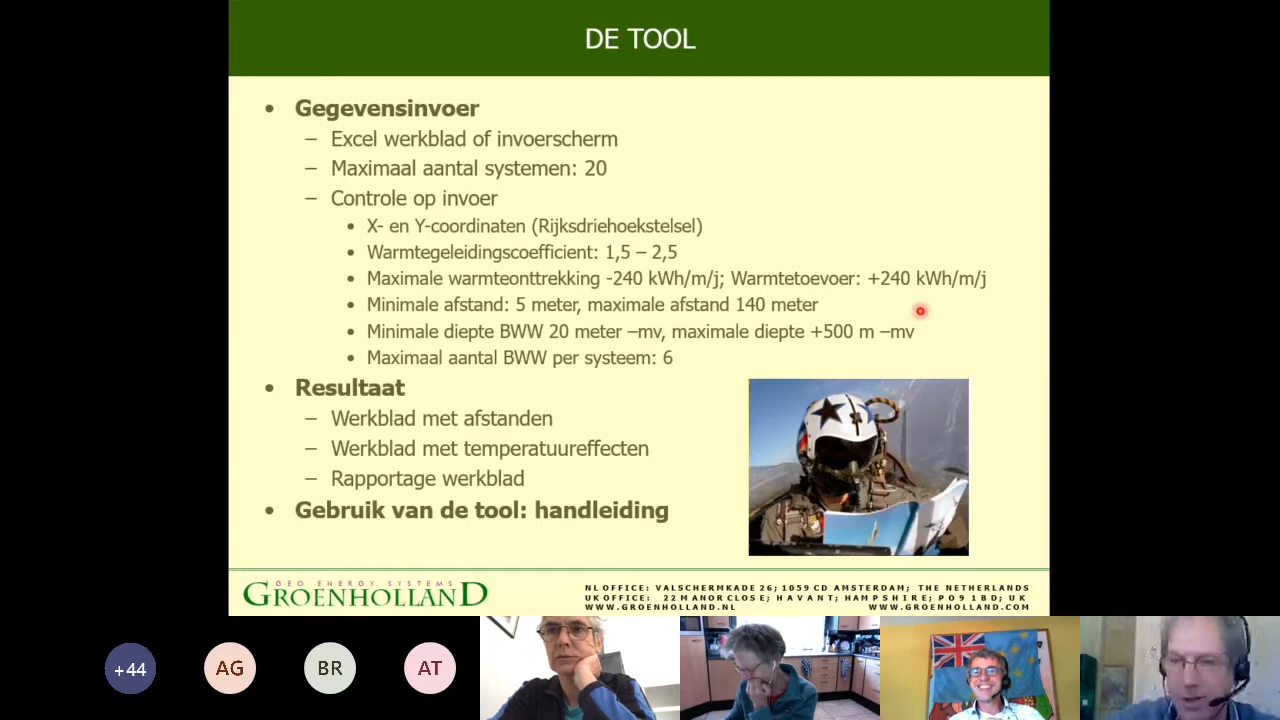 DE TOOL
• Gegevensinvoer
– Excel werkblad of invoerscherm
– Maximaal aantal systemen: 20
– Controle op invoer
• X- en Y-coordinaten (Rijksdriehoekstelsel)
• Warmtegeleidingscoefficient: 1,5 – 2,5
• Maximale warmteonttrekking -240 kWh/m/j; Warmtetoevoer: +240 kWh/m/j
• Minimale afstand: 5 meter, maximale afstand 140 meter
• Minimale diepte BWW 20 meter –mv, maximale diepte +500 m –mv
• Maximaal aantal BWW per systeem: 6
• Resultaat
– Werkblad met afstanden
– Werkblad met temperatuureffecten
– Rapportage werkblad
• Gebruik van de tool: handleiding
GEO ENERGY SYSTEMS
GROENHOLLAND
NL OFFICE: VALSCHERMKADE 26; 1059 CD AMSTERDAM; THE NETHERLANDS
UK OFFICE: 22 MANOR CLOSE; HAVANT; HAMPSHIRE; PO9 1BD; UK
WWW.GROENHOLLAND.NL WWW.GROENHOLLAND.COM
+44 AG BR AT